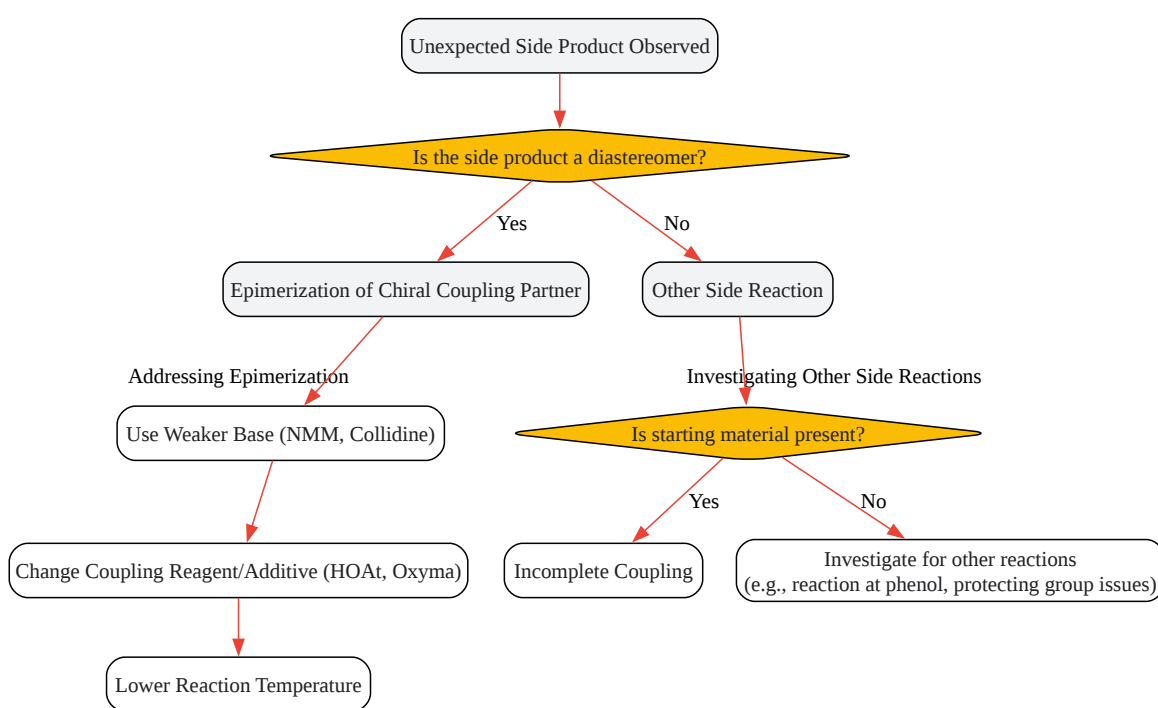 Unexpected Side Product Observed
Is the side product a diastereomer?
Yes
No
Epimerization of Chiral Coupling Partner
Other Side Reaction
Addressing Epimerization
Investigating Other Side Reactions
Use Weaker Base (NMM, Collidine)
Is starting material present?
Yes
No
Change Coupling Reagent/Additive (HOAt, Oxyma)
Incomplete Coupling
Investigate for other reactions
(e.g., reaction at phenol, protecting group issues)
Lower Reaction Temperature